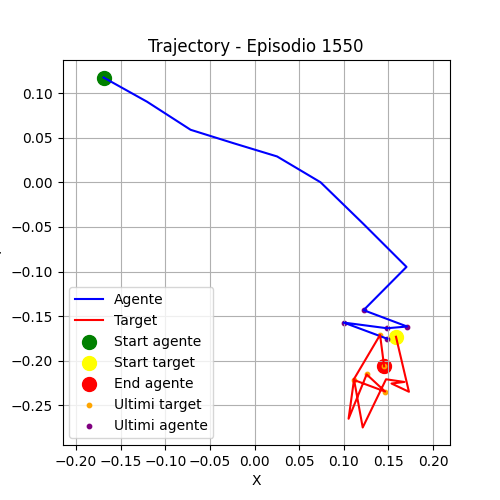 Trajectory - Episodio 1550
0.10
0.05
0.00
−0.05
−0.10
−0.15
−0.20
−0.25
Agente
Target
Start agente
Start target
End agente
Ultimi target
Ultimi agente
−0.20 −0.15 −0.10 −0.05 0.00 0.05 0.10 0.15 0.20
X